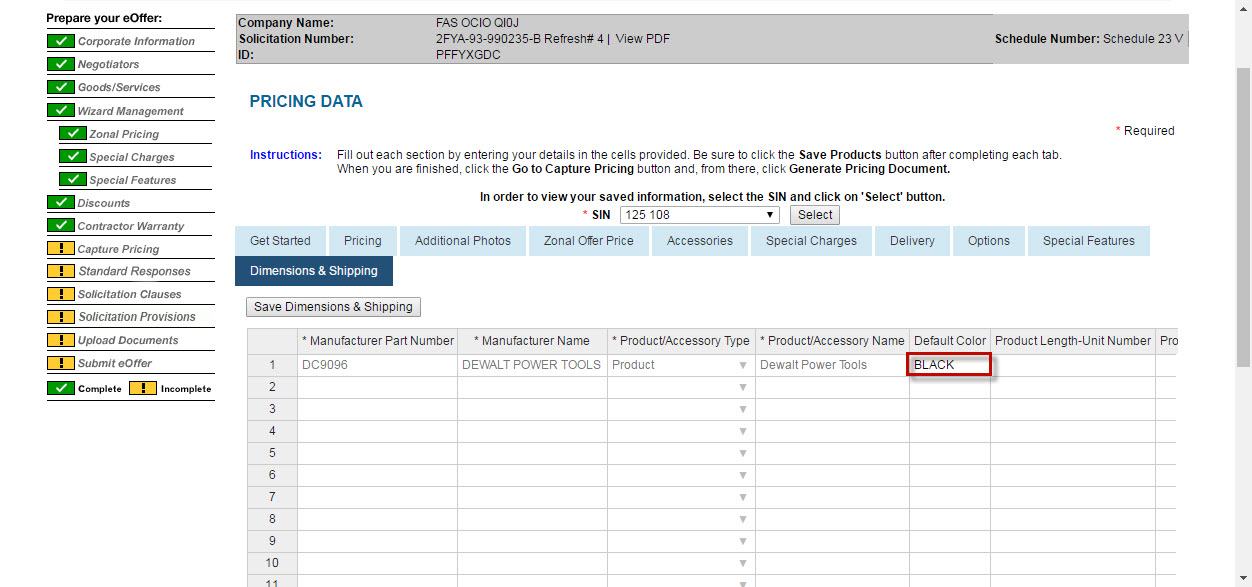 Prepare your eOffer:
Corporate Information
Negotiators
Goods/Services
Wizard Management
Zonal Pricing
Special Charges
Special Features
Discounts
Contractor Warranty
Capture Pricing
Standard Responses
Solicitation Clauses
Solicitation Provisions
Upload Documents
Submit eOffer
Complete ! Incomplete
Company Name: FAS OCIO QI0J
Solicitation Number: 2FYA-93-990235-B Refresh# 4 | View PDF
Schedule Number: Schedule 23 V
ID: PFFYXGDC
PRICING DATA
* Required
Instructions: Fill out each section by entering your details in the cells provided. Be sure to click the Save Products button after completing each tab.
When you are finished, click the Go to Capture Pricing button and, from there, click Generate Pricing Document.
In order to view your saved information, select the SIN and click on 'Select' button.
* SIN 125 108 Select
Get Started Pricing Additional Photos Zonal Offer Price Accessories Special Charges Delivery Options Special Features
Dimensions & Shipping
Save Dimensions & Shipping
* Manufacturer Part Number * Manufacturer Name * Product/Accessory Type * Product/Accessory Name Default Color Product Length-Unit Number Pro
1 DC9096 DEWALT POWER TOOLS Product Dewalt Power Tools BLACK
2
3
4
5
6
7
8
9
10
11